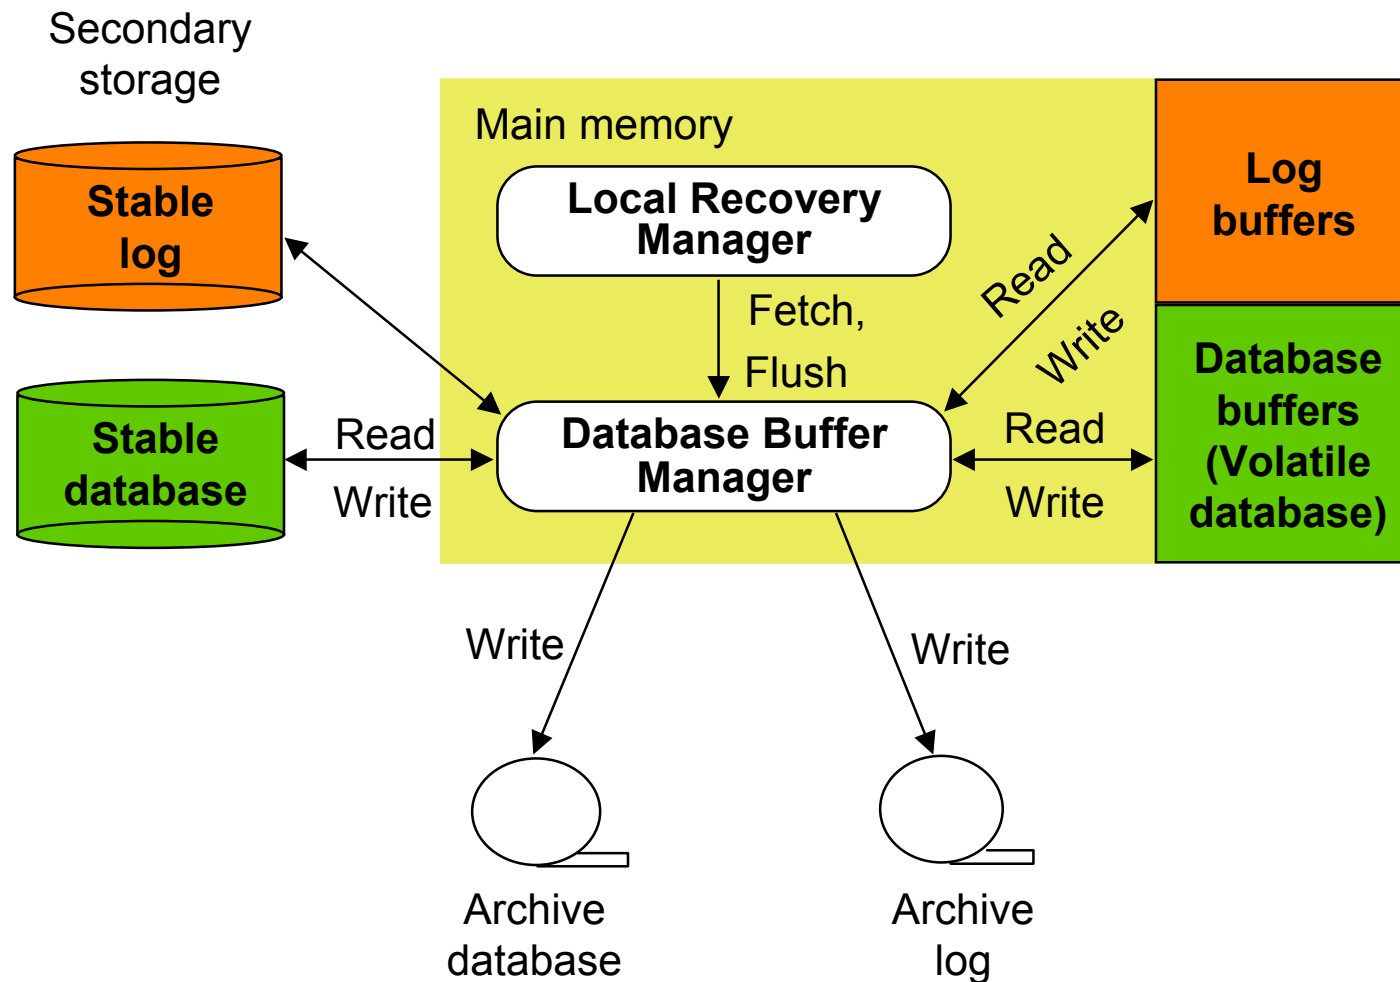 Secondary
storage
Main memory
Stable
log
Local Recovery
Manager
Log
buffers
Fetch,
Flush
Read
Write
Stable
database
Read
Write
Database Buffer
Manager
Read
Write
Database
buffers
(Volatile
database)
Write
Write
Archive
database
Archive
log